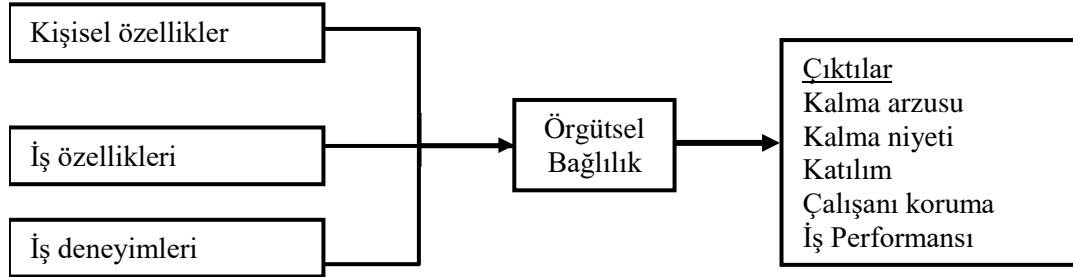 Kişisel özellikler
İş özellikleri
İş deneyimleri
Örgütsel
Bağlılık
Çıktılar
Kalma arzusu
Kalma niyeti
Katılım
Çalışanı koruma
İş Performansı